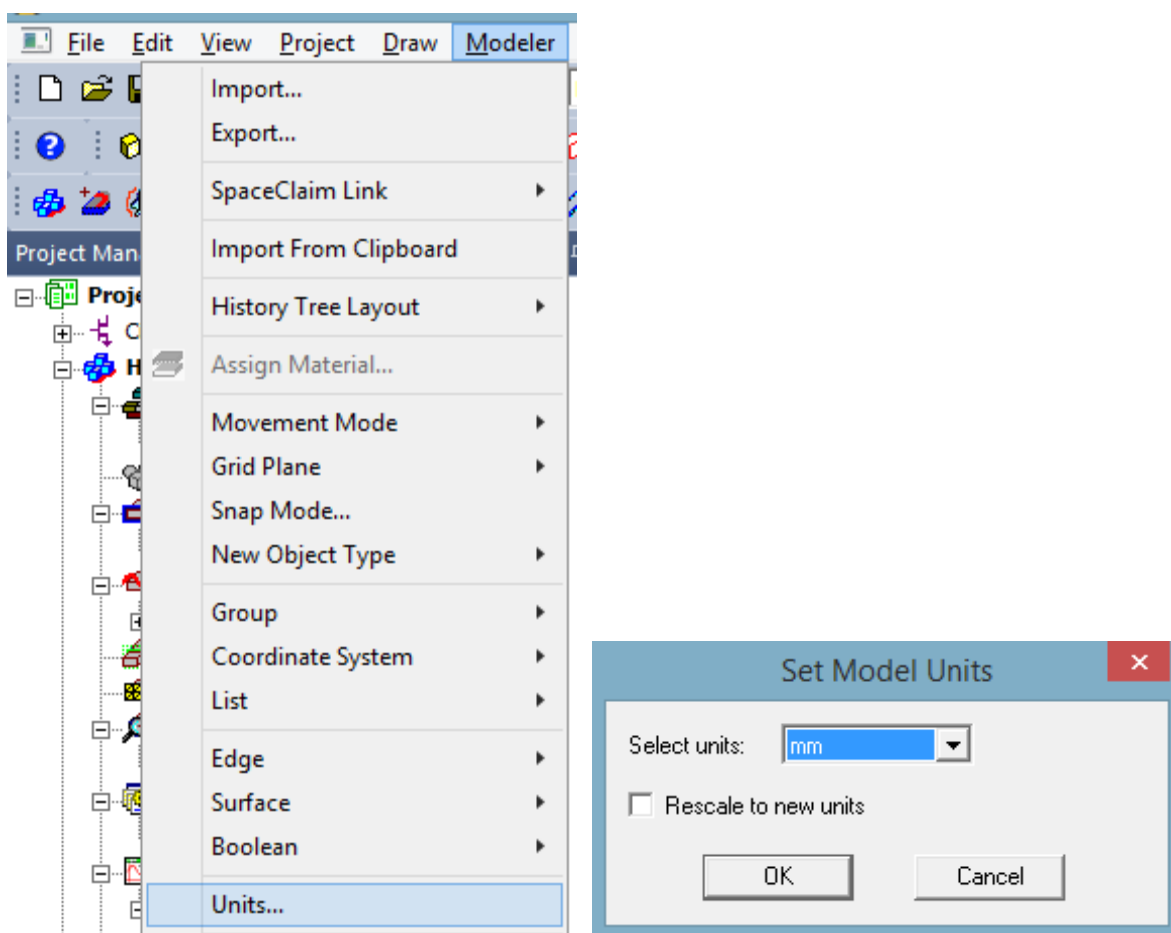 File Edit View Project Draw Modeler
Import...
Export...
SpaceClaim Link
Project Man
Import From Clipboard
Proje
History Tree Layout
C
H
Assign Material...
Movement Mode
Grid Plane
Snap Mode...
New Object Type
Group
Coordinate System
List
Edge
Surface
Boolean
Units...
Set Model Units
Select units: mm
Rescale to new units
OK Cancel